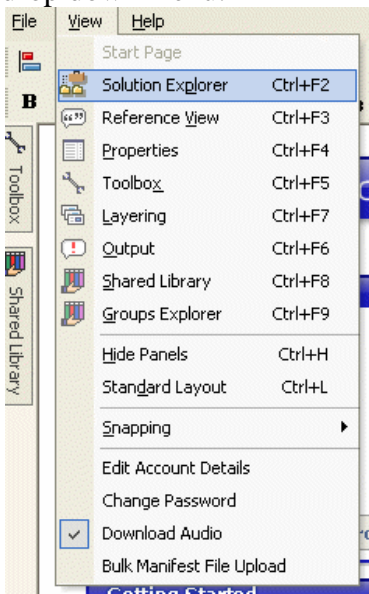 File View Help
Start Page
Solution Explorer Ctrl+F2
B
Reference View Ctrl+F3
Properties Ctrl+F4
Toolbox Ctrl+F5
Toolbox
Layering Ctrl+F7
Output Ctrl+F6
Shared Library Ctrl+F8
Shared Library
Groups Explorer Ctrl+F9
Hide Panels Ctrl+H
Standard Layout Ctrl+L
Snapping
Edit Account Details
Change Password
Download Audio
Bulk Manifest File Upload
Getting Started